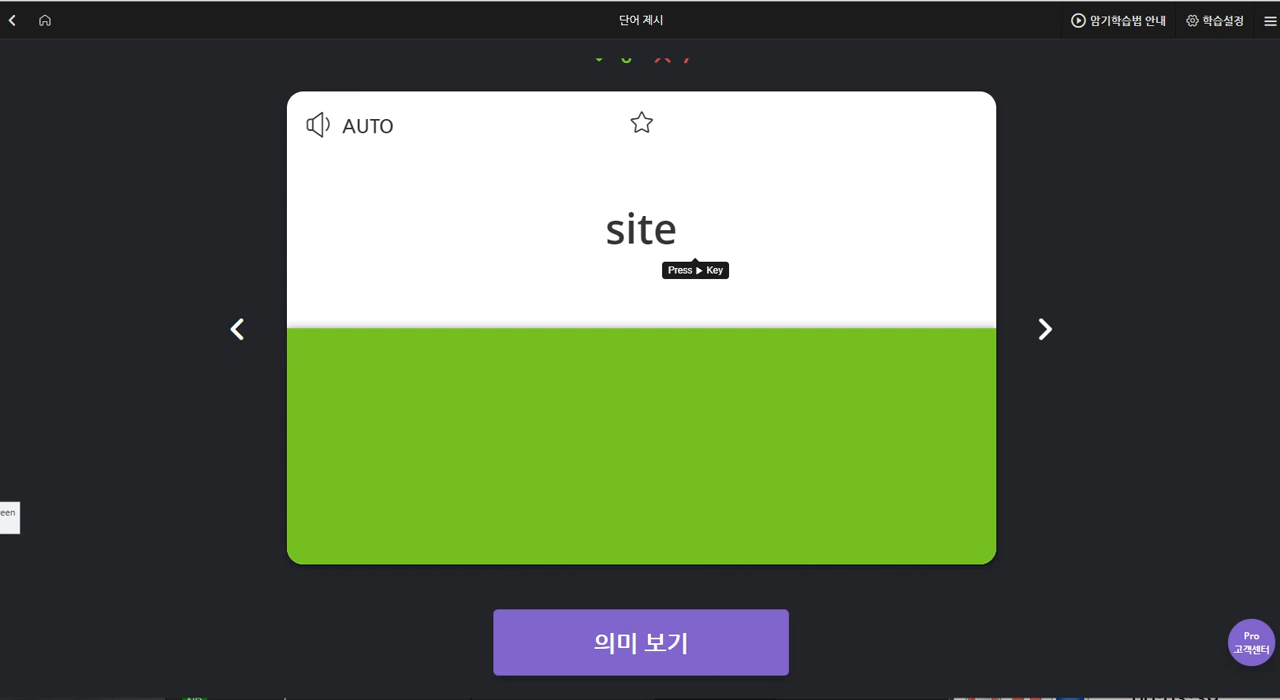 단어 제시
암기학습법 안내
학습설정
AUTO
site
Press ▶ Key
een
의미 보기
Pro
고객센터